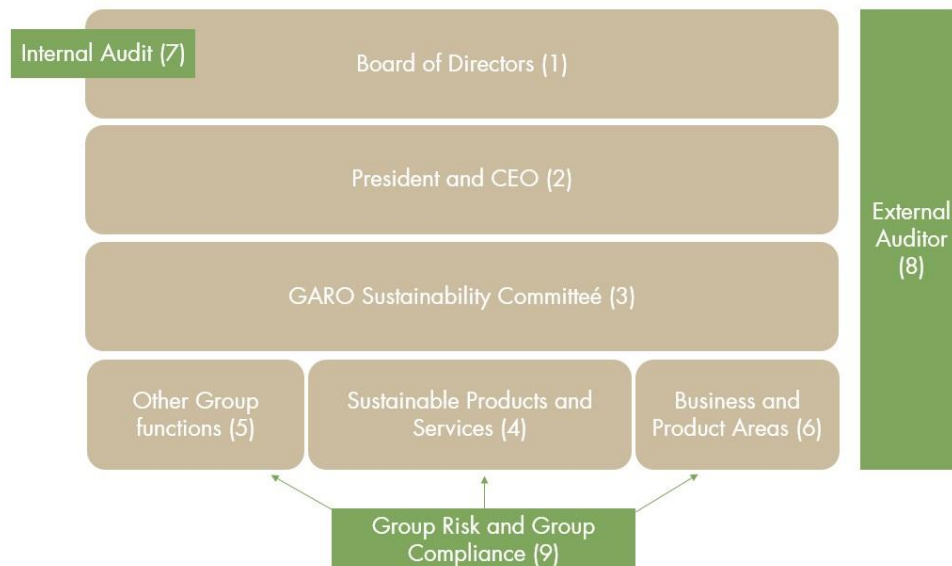 Internal Audit (7)
Board of Directors (1)
President and CEO (2)
External
Auditor
(8)
GARO Sustainability Committeé (3)
Other Group
functions (5)
Sustainable Products and
Services (4)
Business and
Product Areas (6)
Group Risk and Group
Compliance (9)